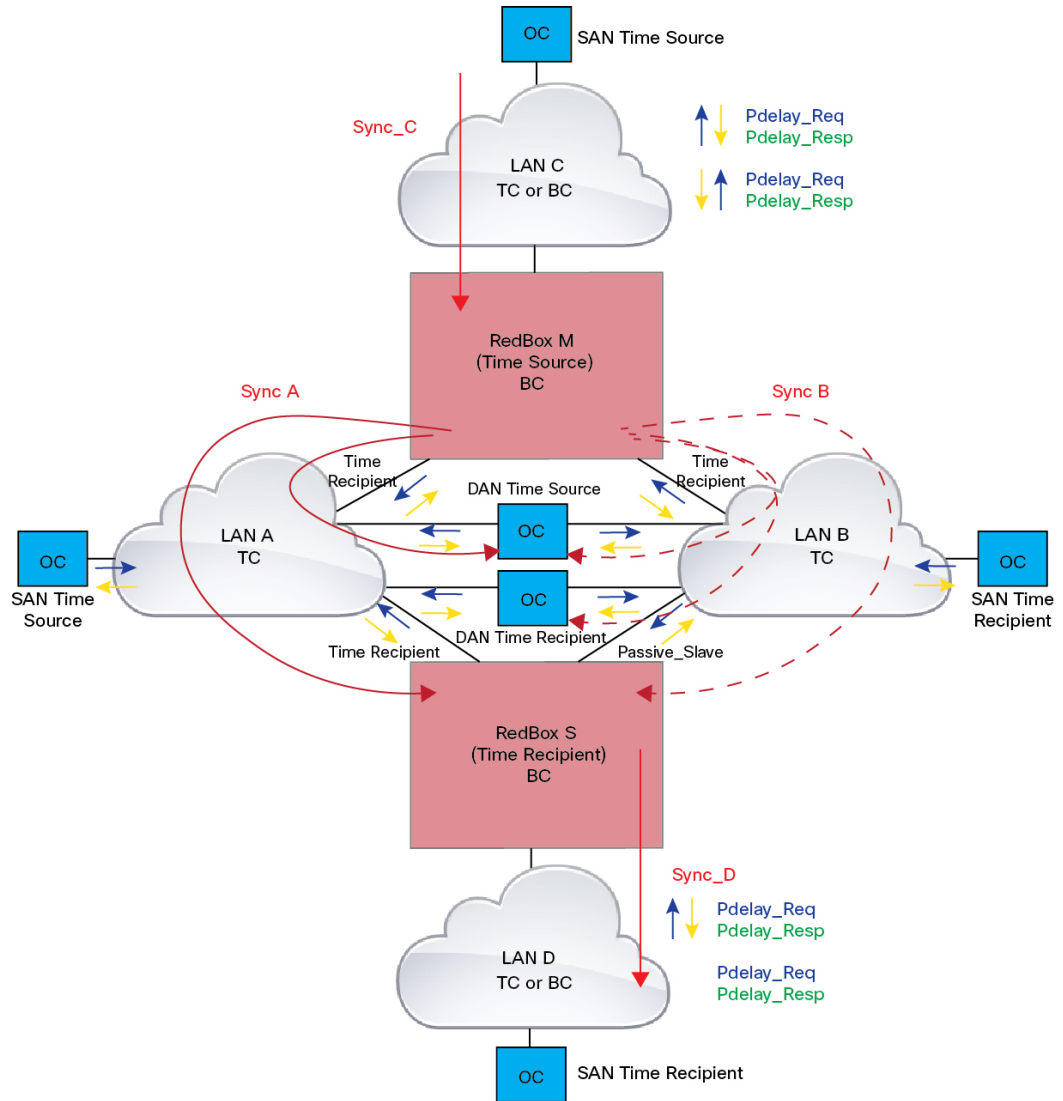 OC
SAN Time Source
Sync_C
LAN C
TC or BC
Pdelay_Req
Pdelay_Resp
Pdelay_Req
Pdelay_Resp
RedBox M
(Time Source)
BC
Sync A
Sync B
Time
Recipient
Time
Recipient
DAN Time Source
LAN A
TC
OC
LAN B
TC
OC
SAN Time
Source
OC
OC
SAN Time
Recipient
DAN Time Recipient
Time Recipient
Passive_Slave
RedBox S
(Time Recipient)
BC
Sync_D
Pdelay_Req
Pdelay_Resp
LAN D
TC or BC
Pdelay_Req
Pdelay_Resp
OC
SAN Time Recipient